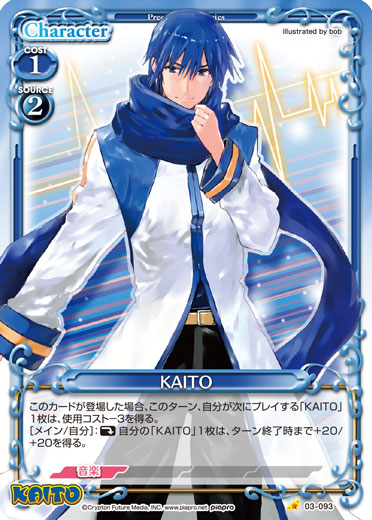 Character
illustrated by bob
COST
1
SOURCE
2
KAITO
このカードが登場した場合、このターン、自分が次にプレイする「KAITO」
1枚は、使用コスト-3を得る。
[メイン/自分]: 自分の「KAITO」1枚は、ターン終了時まで+20/
+20を得る。
音楽
KAITO
©Crypton Future Media, INC. www.piapro.net piapro
03-093